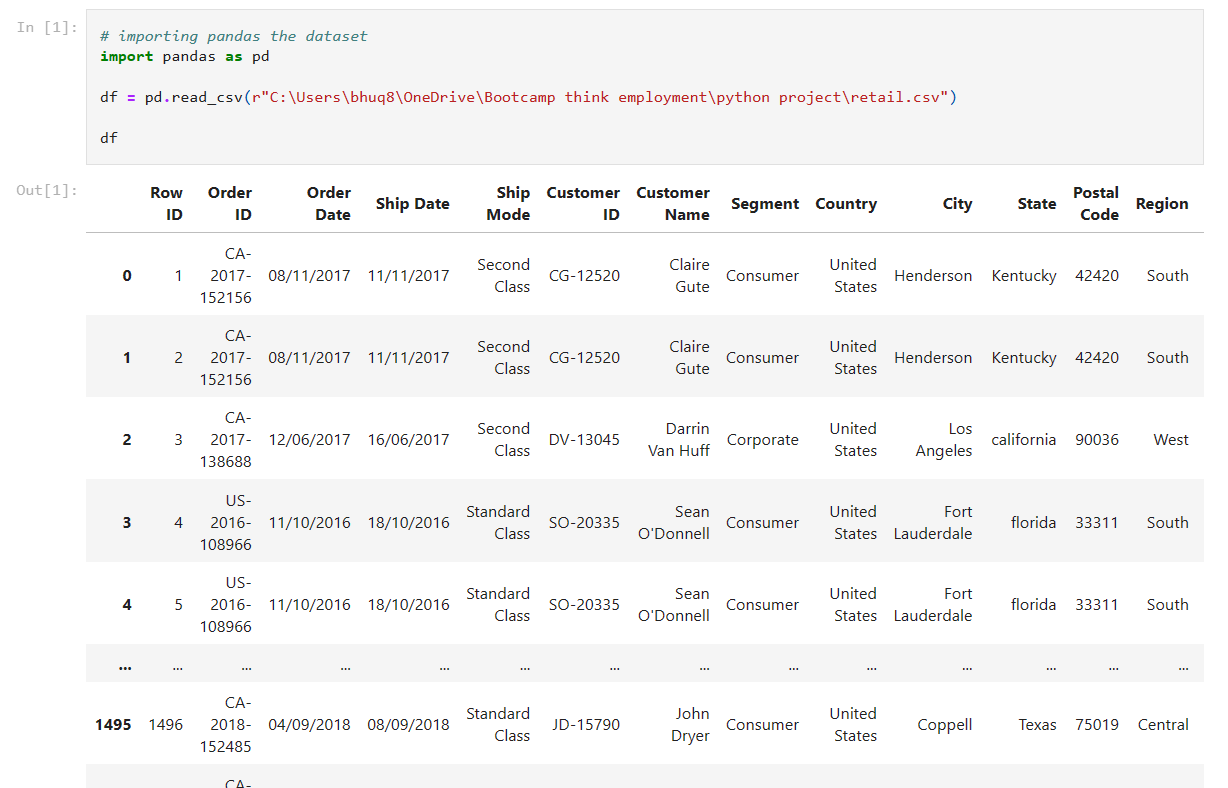 In [1]:
# importing pandas the dataset
import pandas as pd
df = pd.read_csv(r"C:\Users\bhuq8\OneDrive\Bootcamp think employment\python project\retail.csv")
df
Out[1]:
Row ID Order ID Order Date Ship Date Ship Mode Customer ID Customer Name Segment Country City State Postal Code Region
0 1 CA-2017-152156 08/11/2017 11/11/2017 Second Class CG-12520 Claire Gute Consumer United States Henderson Kentucky 42420 South
1 2 CA-2017-152156 08/11/2017 11/11/2017 Second Class CG-12520 Claire Gute Consumer United States Henderson Kentucky 42420 South
2 3 CA-2017-138688 12/06/2017 16/06/2017 Second Class DV-13045 Darrin Van Huff Corporate United States Los Angeles california 90036 West
3 4 US-2016-108966 11/10/2016 18/10/2016 Standard Class SO-20335 Sean O'Donnell Consumer United States Fort Lauderdale florida 33311 South
4 5 US-2016-108966 11/10/2016 18/10/2016 Standard Class SO-20335 Sean O'Donnell Consumer United States Fort Lauderdale florida 33311 South
... ... ... ... ... ... ... ... ... ... ... ... ... ...
1495 1496 CA-2018-152485 04/09/2018 08/09/2018 Standard Class JD-15790 John Dryer Consumer United States Coppell Texas 75019 Central
CA-